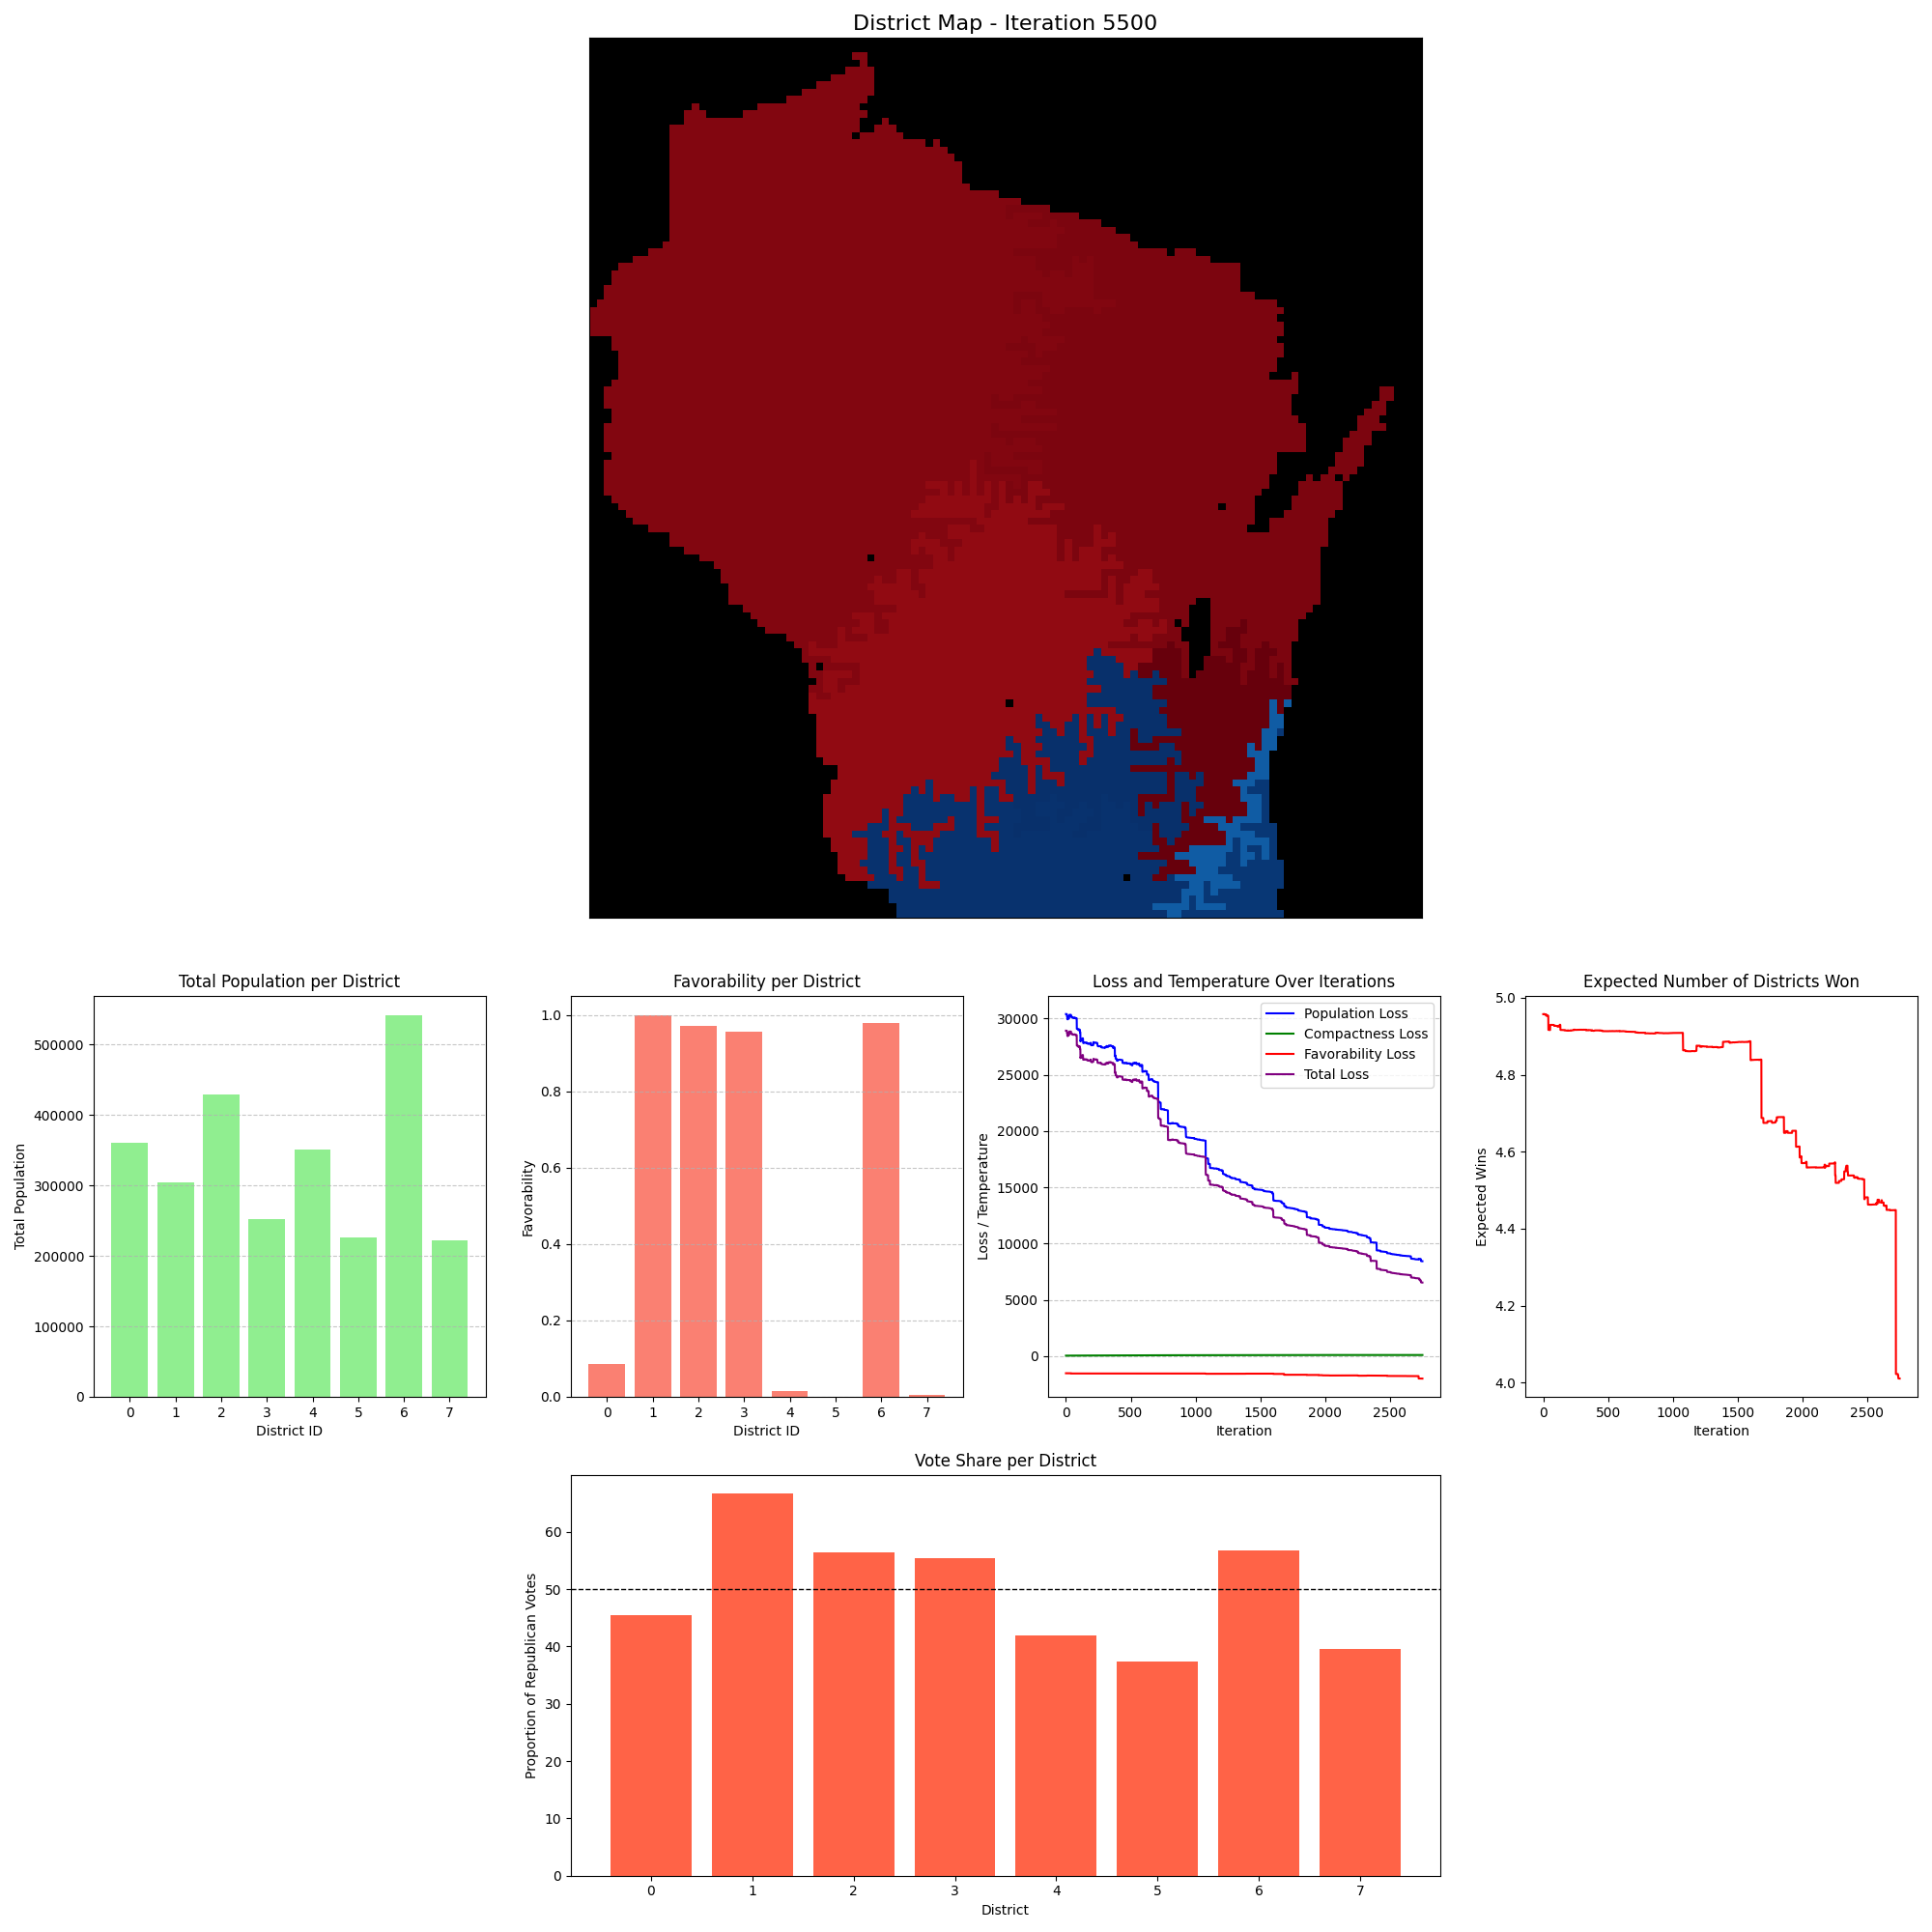 District Map - Iteration 5500
Total Population per District
Total Population
500000
400000
300000
200000
100000
0
0 1 2 3 4 5 6 7
District ID
Favorability per District
Favorability
1.0
0.8
0.6
0.4
0.2
0.0
0 1 2 3 4 5 6 7
District ID
Loss and Temperature Over Iterations
Loss / Temperature
30000
25000
20000
15000
10000
5000
0
Population Loss
Compactness Loss
Favorability Loss
Total Loss
0 500 1000 1500 2000 2500
Iteration
Expected Number of Districts Won
Expected Wins
5.0
4.8
4.6
4.4
4.2
4.0
0 500 1000 1500 2000 2500
Iteration
Vote Share per District
Proportion of Republican Votes
60
50
40
30
20
10
0
0 1 2 3 4 5 6 7
District